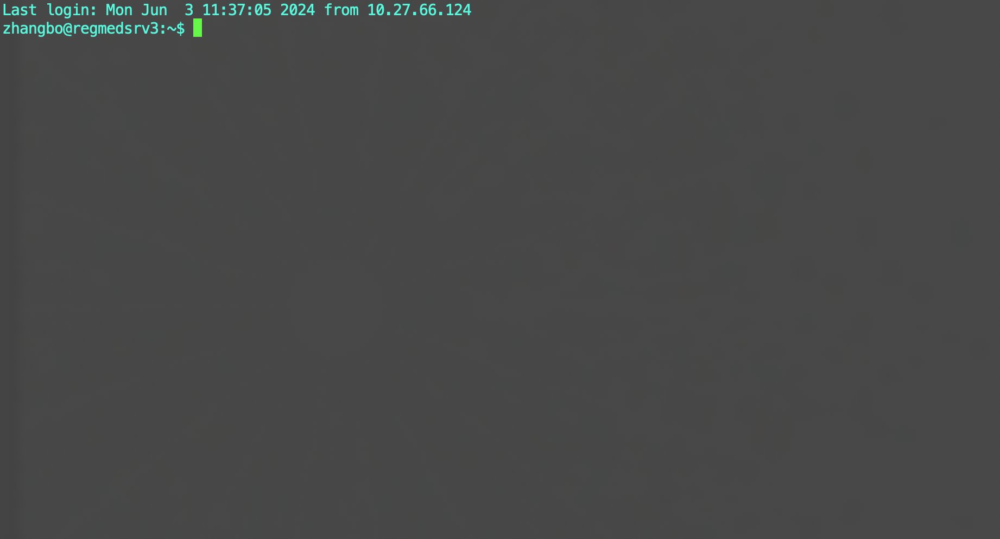 Last login: Mon Jun  3 11:37:05 2024 from 10.27.66.124
zhangbo@regmedsrv3:~$